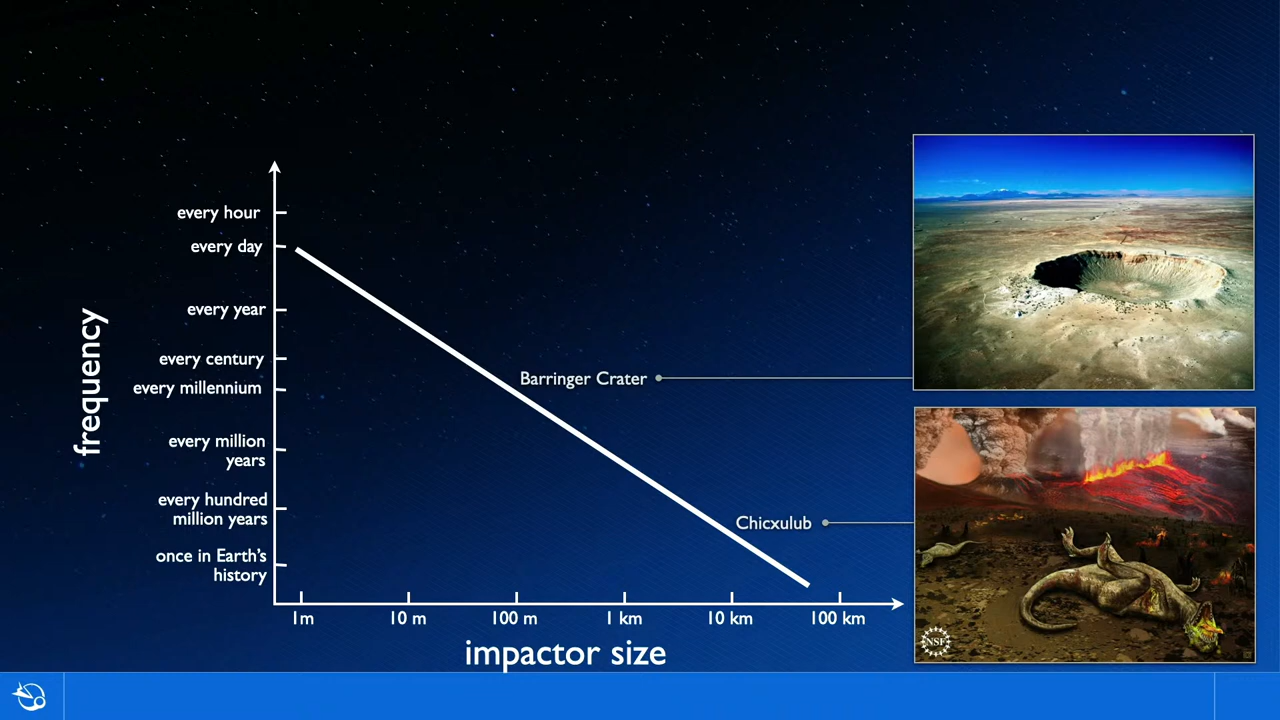 every hour
every day
every year
every century
every millennium
every million
years
every hundred
million years
once in Earth's
history
frequency
Barringer Crater
Chicxulub
1m
10 m
100 m
1 km
10 km
100 km
impactor size
NSF